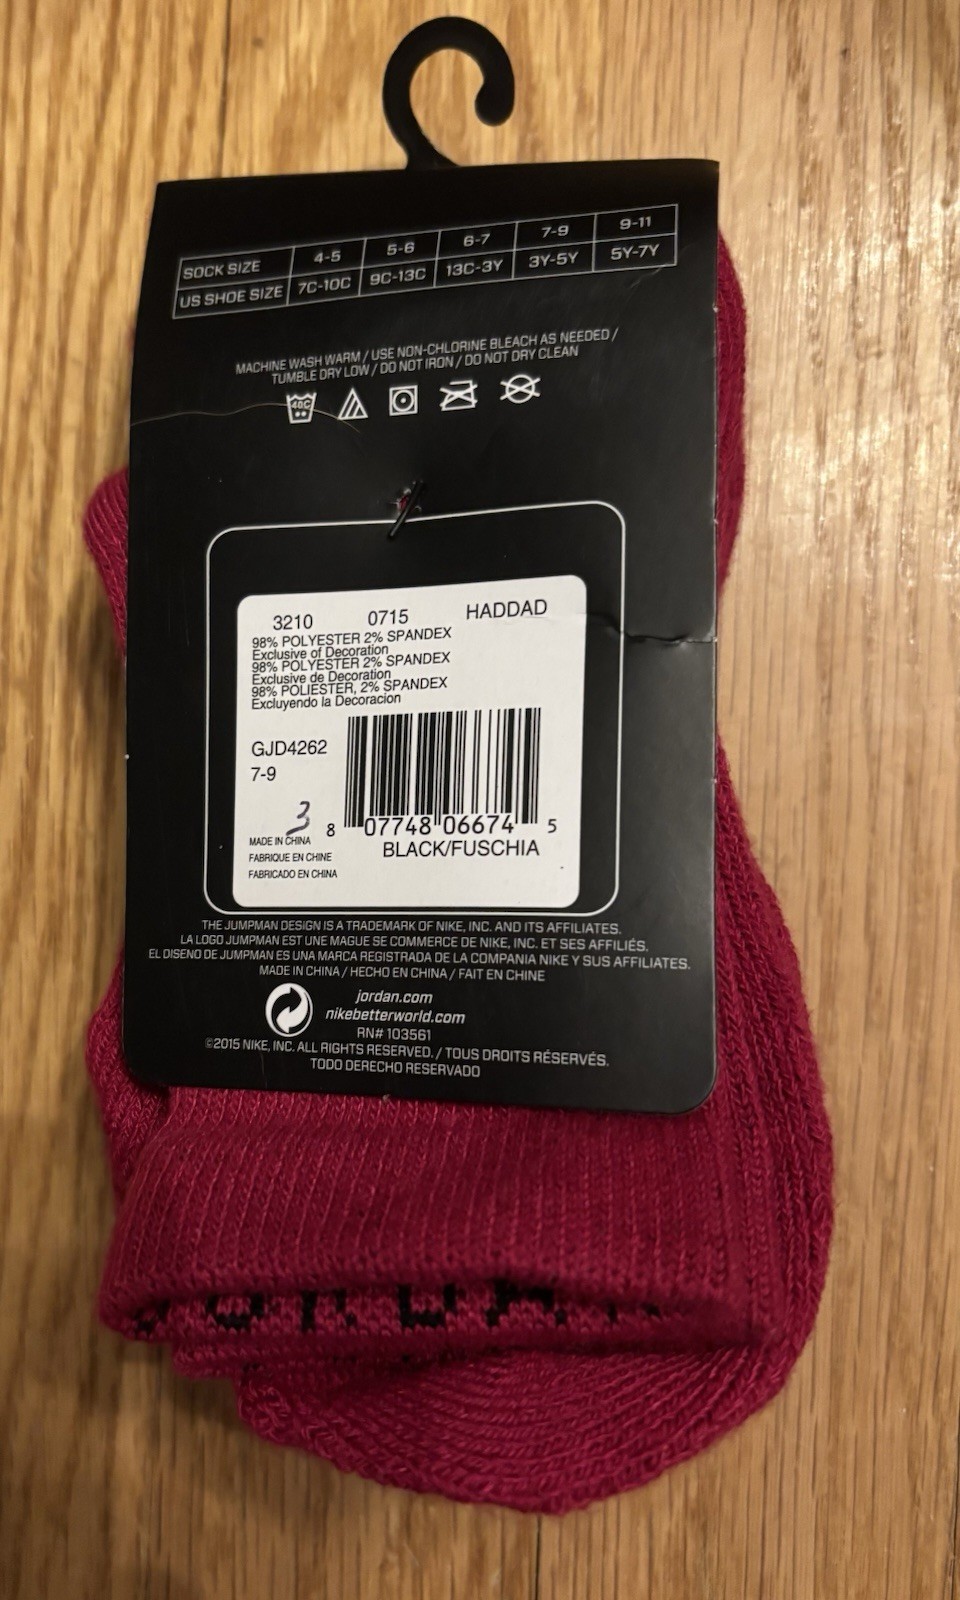 SOCK SIZE 4-5 5-6 6-7 7-9 9-11
US SHOE SIZE 7C-10C 9C-13C 13C-3Y 3Y-5Y 5Y-7Y
MACHINE WASH WARM / USE NON-CHLORINE BLEACH AS NEEDED /
TUMBLE DRY LOW / DO NOT IRON / DO NOT DRY CLEAN
40C
3210 0715 HADDAD
98% POLYESTER 2% SPANDEX
Exclusive of Decoration
98% POLYESTER 2% SPANDEX
Exclusive de Decoration
98% POLIESTER, 2% SPANDEX
Excluyendo la Decoracion
GJD4262
7-9
3
8 07748 06674 5
MADE IN CHINA
BLACK/FUSCHIA
FABRIQUE EN CHINE
FABRICADO EN CHINA
THE JUMPMAN DESIGN IS A TRADEMARK OF NIKE, INC. AND ITS AFFILIATES.
LA LOGO JUMPMAN EST UNE MAGUE SE COMMERCE DE NIKE, INC. ET SES AFFILIÉS.
EL DISENO DE JUMPMAN ES UNA MARCA REGISTRADA DE LA COMPANIA NIKE Y SUS AFFILIATES.
MADE IN CHINA / HECHO EN CHINA / FAIT EN CHINE
jordan.com
nikebetterworld.com
RN# 103561
©2015 NIKE, INC. ALL RIGHTS RESERVED. / TOUS DROITS RÉSERVÉS.
TODO DERECHO RESERVADO